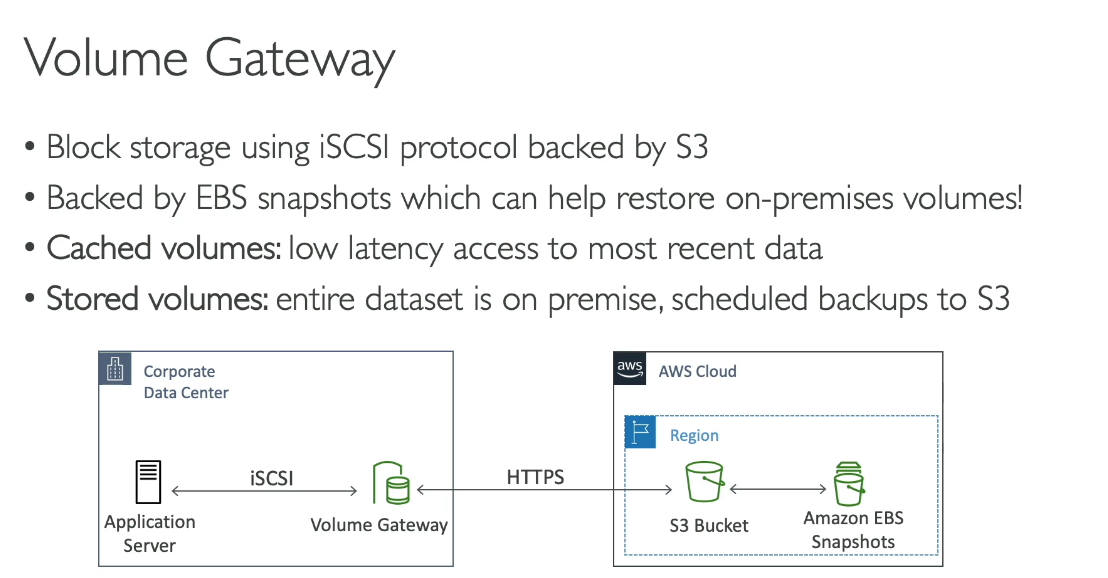 Volume Gateway
• Block storage using iSCSI protocol backed by S3
• Backed by EBS snapshots which can help restore on-premises volumes!
• Cached volumes: low latency access to most recent data
• Stored volumes: entire dataset is on premise, scheduled backups to S3
Corporate
Data Center
aws
AWS Cloud
Region
iSCSI
HTTPS
Application
Server
Volume Gateway
S3 Bucket
Amazon EBS
Snapshots